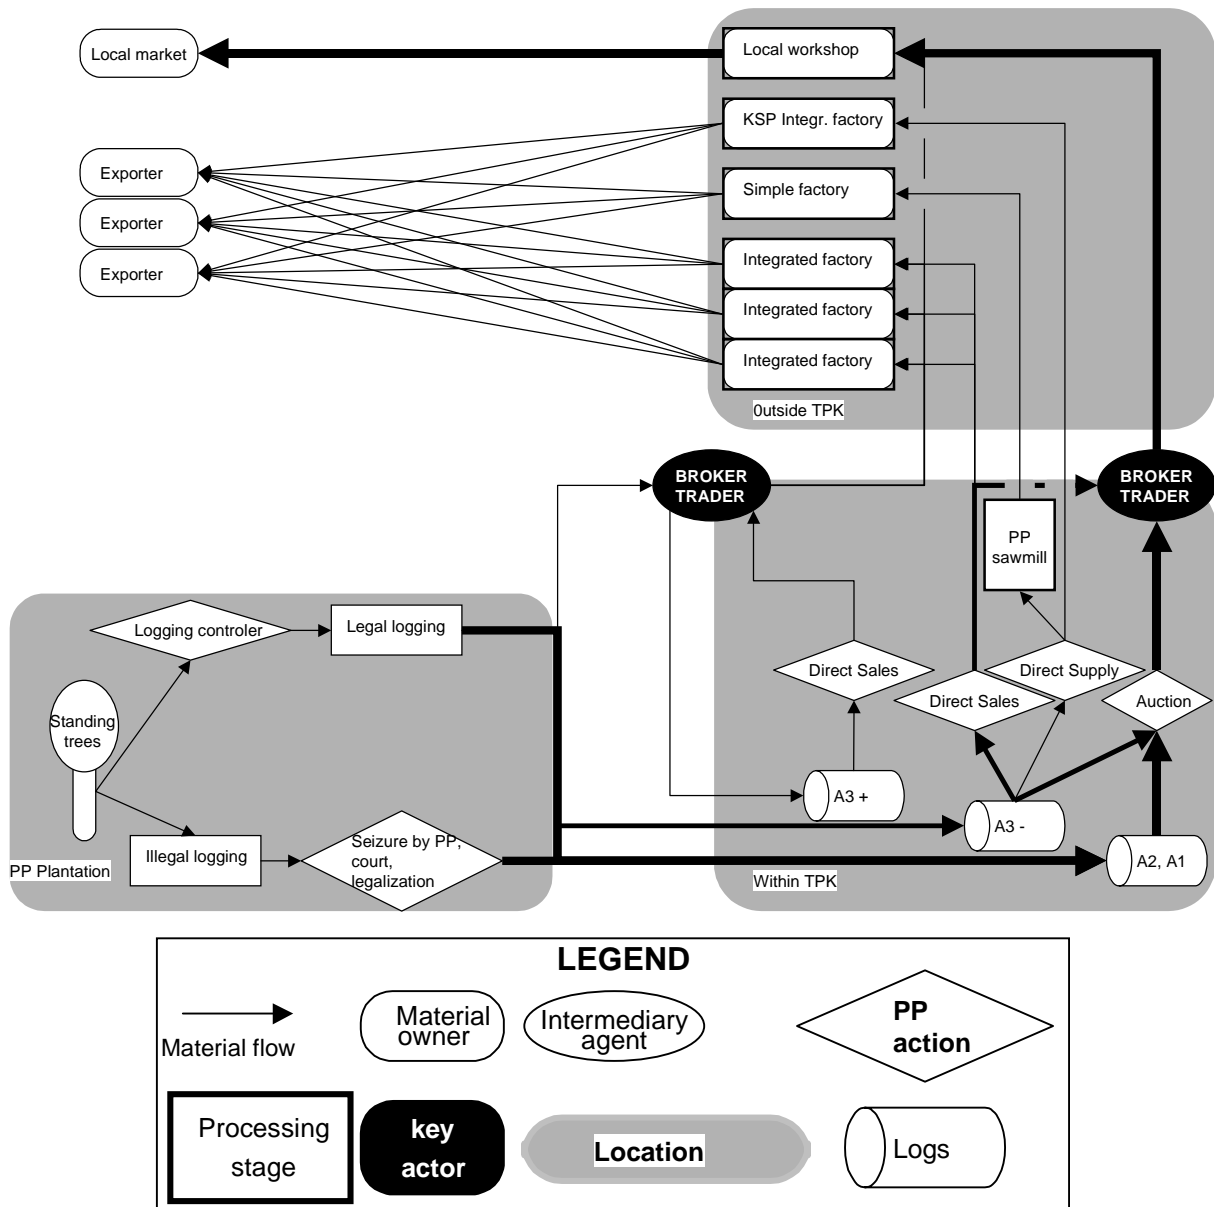 Local market
Local workshop
KSP Integr. factory
Exporter
Simple factory
Exporter
Exporter
Integrated factory
Integrated factory
Integrated factory
0utside TPK
BROKER
TRADER
BROKER
TRADER
PP
sawmill
Logging controler
Legal logging
Direct Sales
Direct Supply
Direct Sales
Auction
Standing
trees
A3 +
A3 -
Illegal logging
Seizure by PP,
court,
legalization
A2, A1
PP Plantation
Within TPK
LEGEND
Material flow
Material
owner
Intermediary
agent
PP
action
Processing
stage
key
actor
Location
Logs